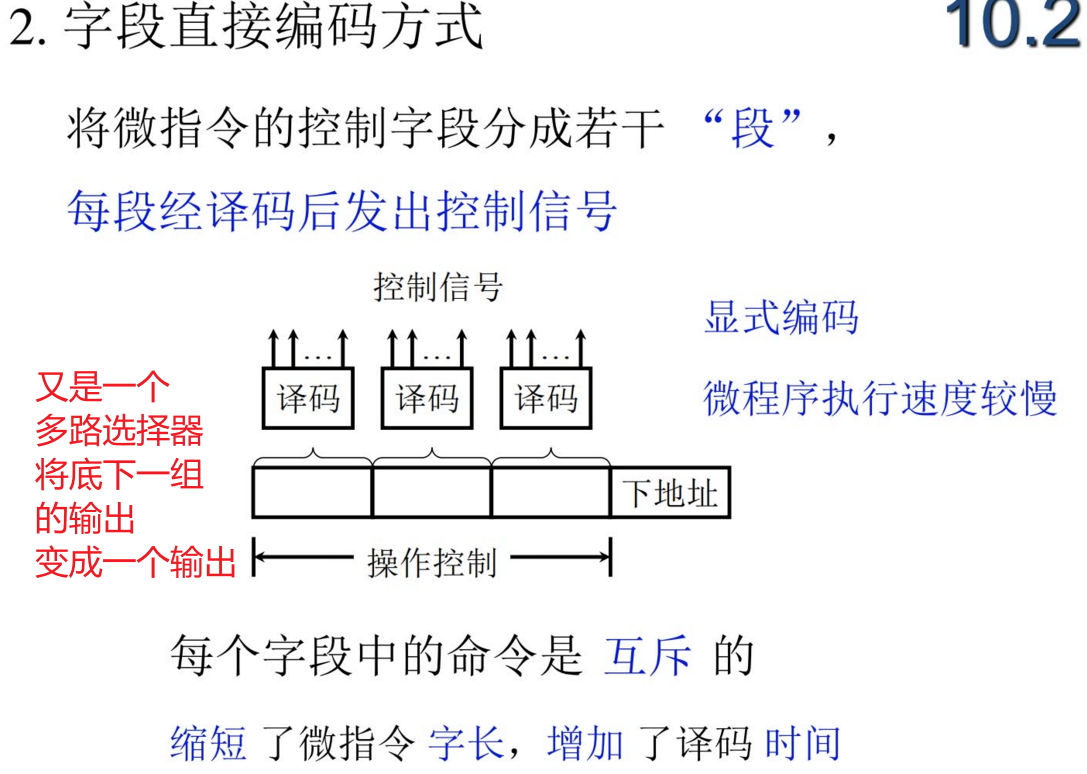 2. 字段直接编码方式
10.2
将微指令的控制字段分成若干 “段”，
每段经译码后发出控制信号
控制信号
显式编码
微程序执行速度较慢
... ... ...
译码 译码 译码
又是一个
多路选择器
将底下一组
的输出
变成一个输出
下地址
操作控制
每个字段中的命令是 互斥 的
缩短 了微指令 字长，增加 了译码 时间